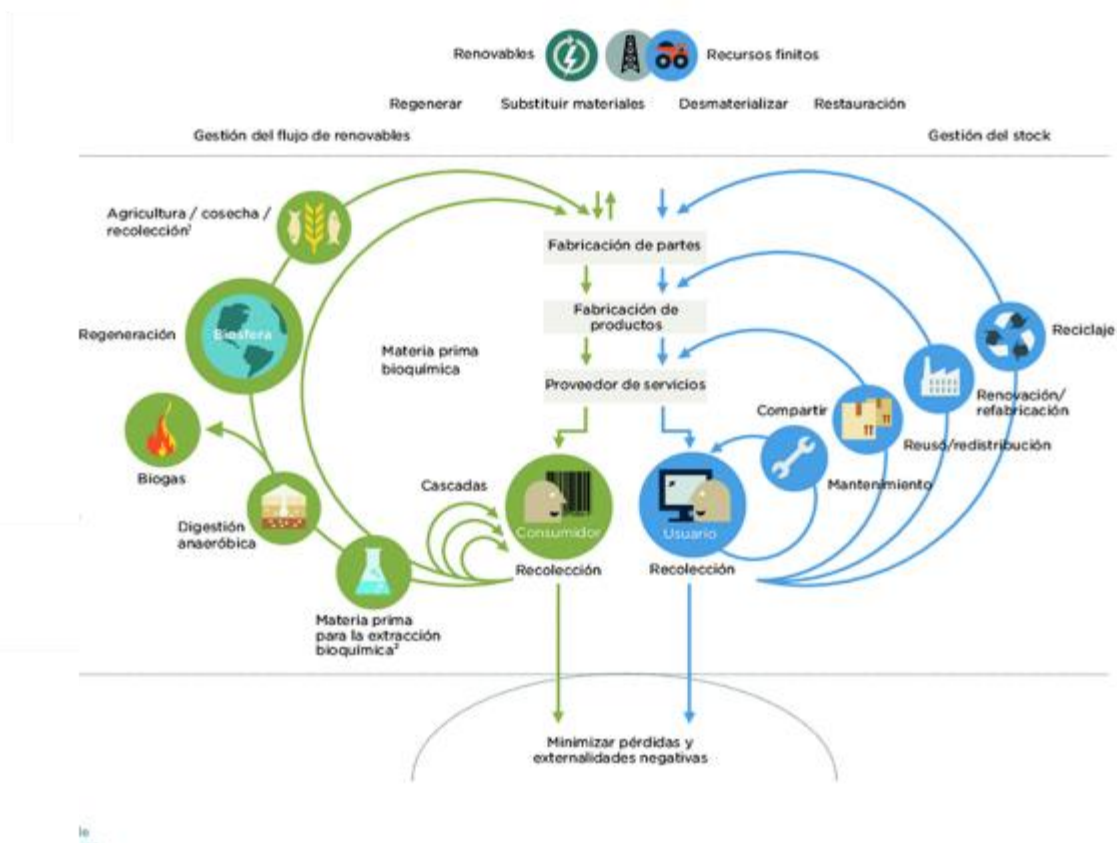 Renovables
Recursos finitos
Regenerar
Substituir materiales
Desmaterializar
Restauración
Gestión del flujo de renovables
Gestión del stock
Agricultura / cosecha /
recolección¹
Regeneración
Biosfera
Biogas
Digestión
anaeróbica
Materia prima
para la extracción
bioquímica²
Materia prima
bioquímica
Cascadas
Fabricación de partes
Fabricación de
productos
Proveedor de servicios
Consumidor
Recolección
Usuario
Recolección
Compartir
Mantenimiento
Reuso/redistribución
Renovación/
refabricación
Reciclaje
Minimizar pérdidas y
externalidades negativas